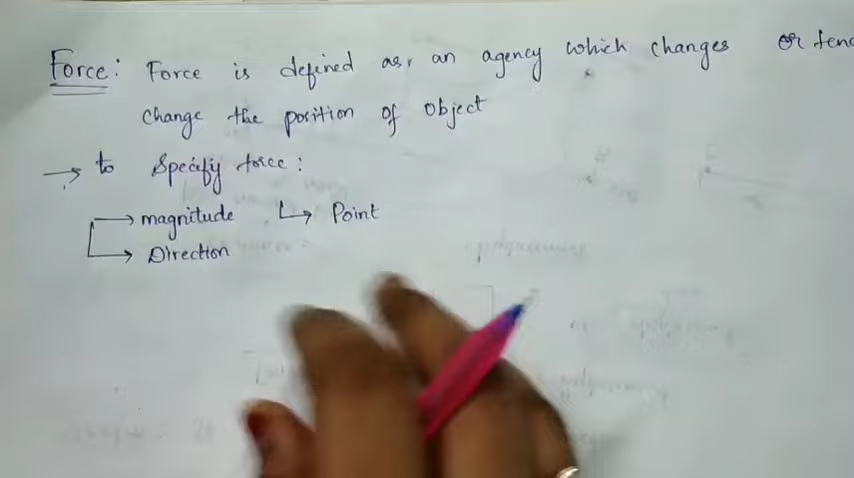 Force: Force is defined as, an agency which changes or tend
change the position of object
→ to specify force:
→ magnitude ↳ Point
→ Direction